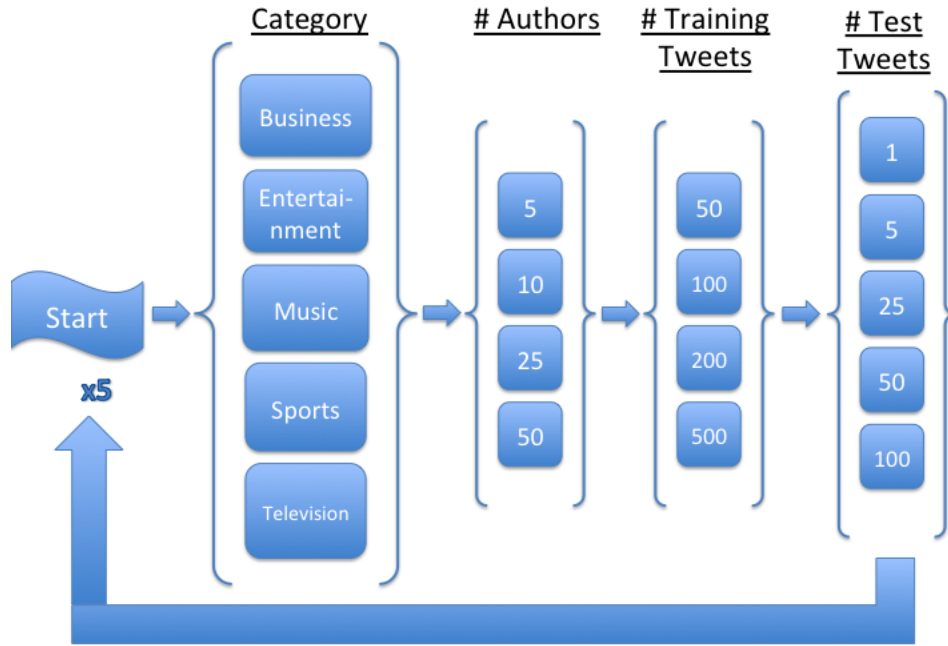 Category
# Authors
# Training
Tweets
# Test
Tweets
Start
x5
Business
Entertai-
nment
Music
Sports
Television
5
10
25
50
50
100
200
500
1
5
25
50
100